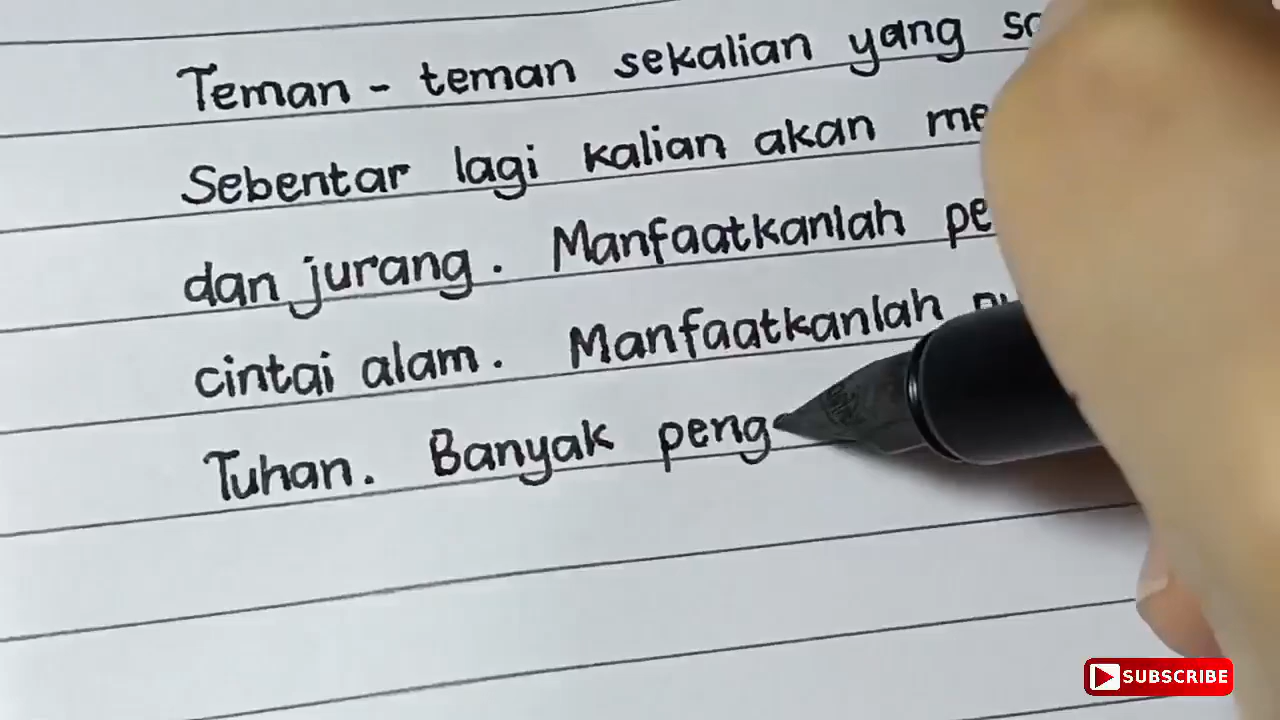 Teman - teman sekalian yang
Sebentar lagi kalian akan
dan jurang. Manfaatkanlah
cintai alam. Manfaatkanlah
Tuhan. Banyak peng
SUBSCRIBE